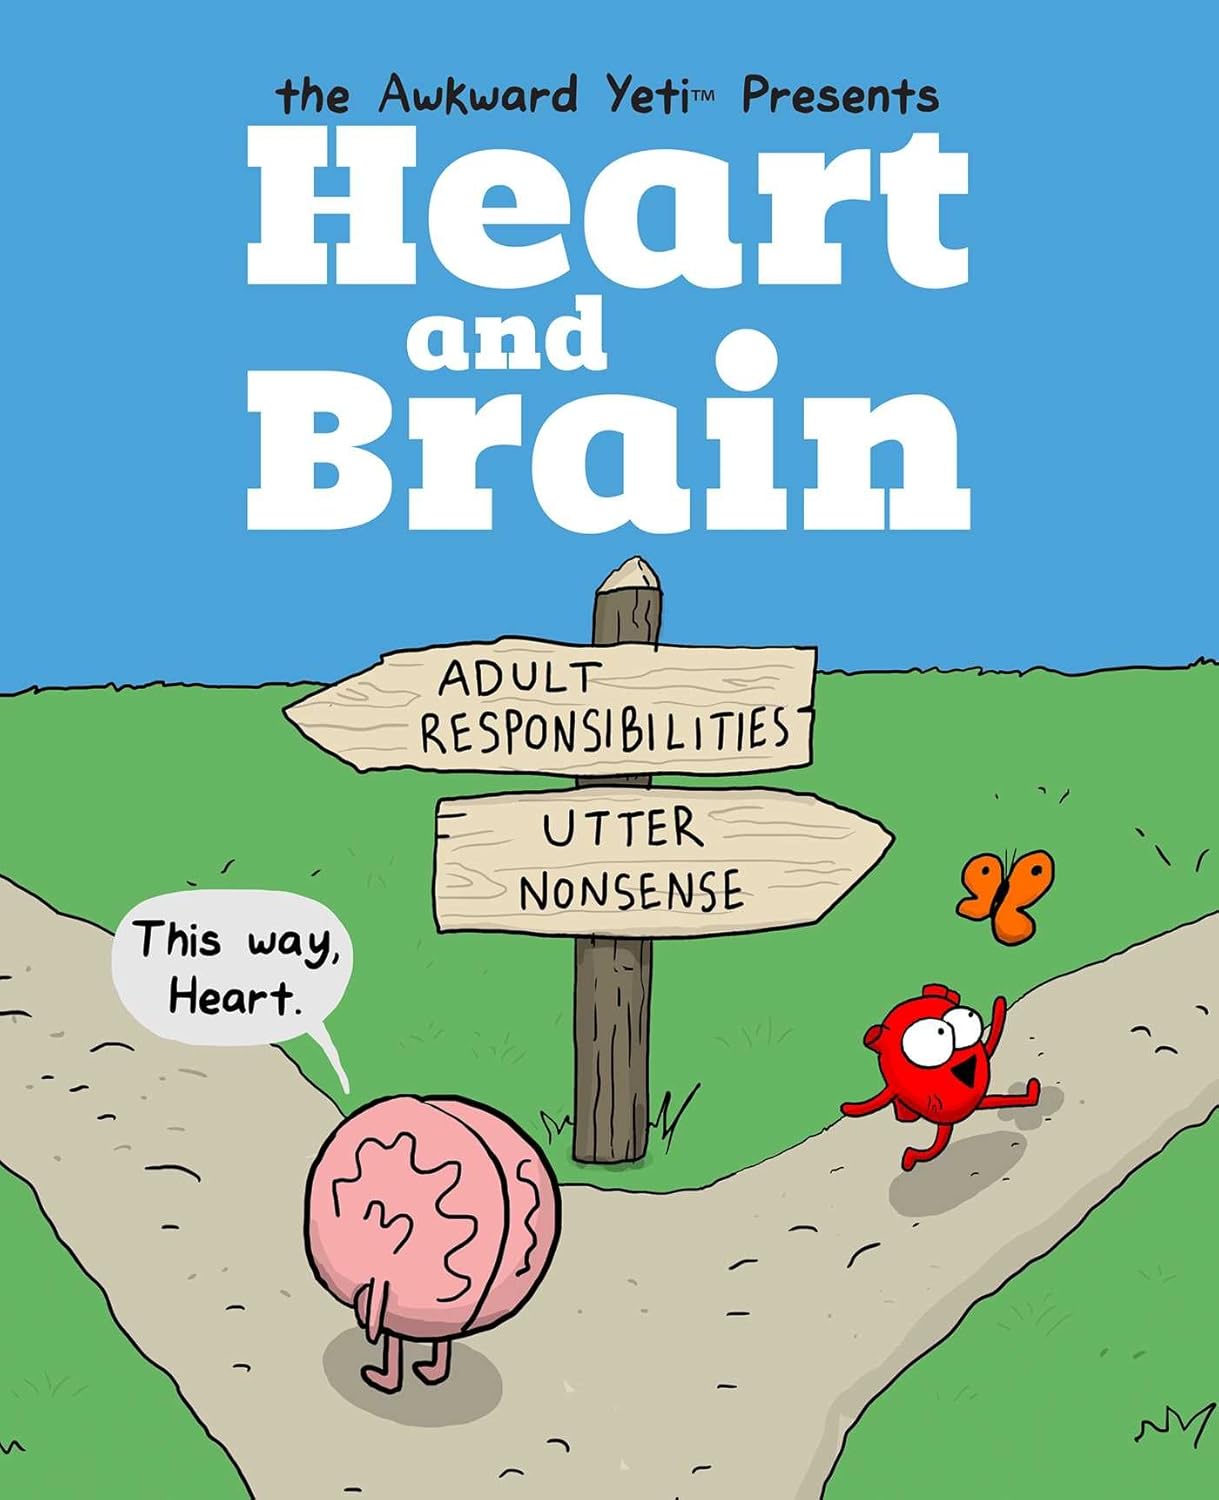 the Awkward Yeti™ Presents
Heart
and
Brain
ADULT
RESPONSIBILITIES
UTTER
NONSENSE
This way,
Heart.